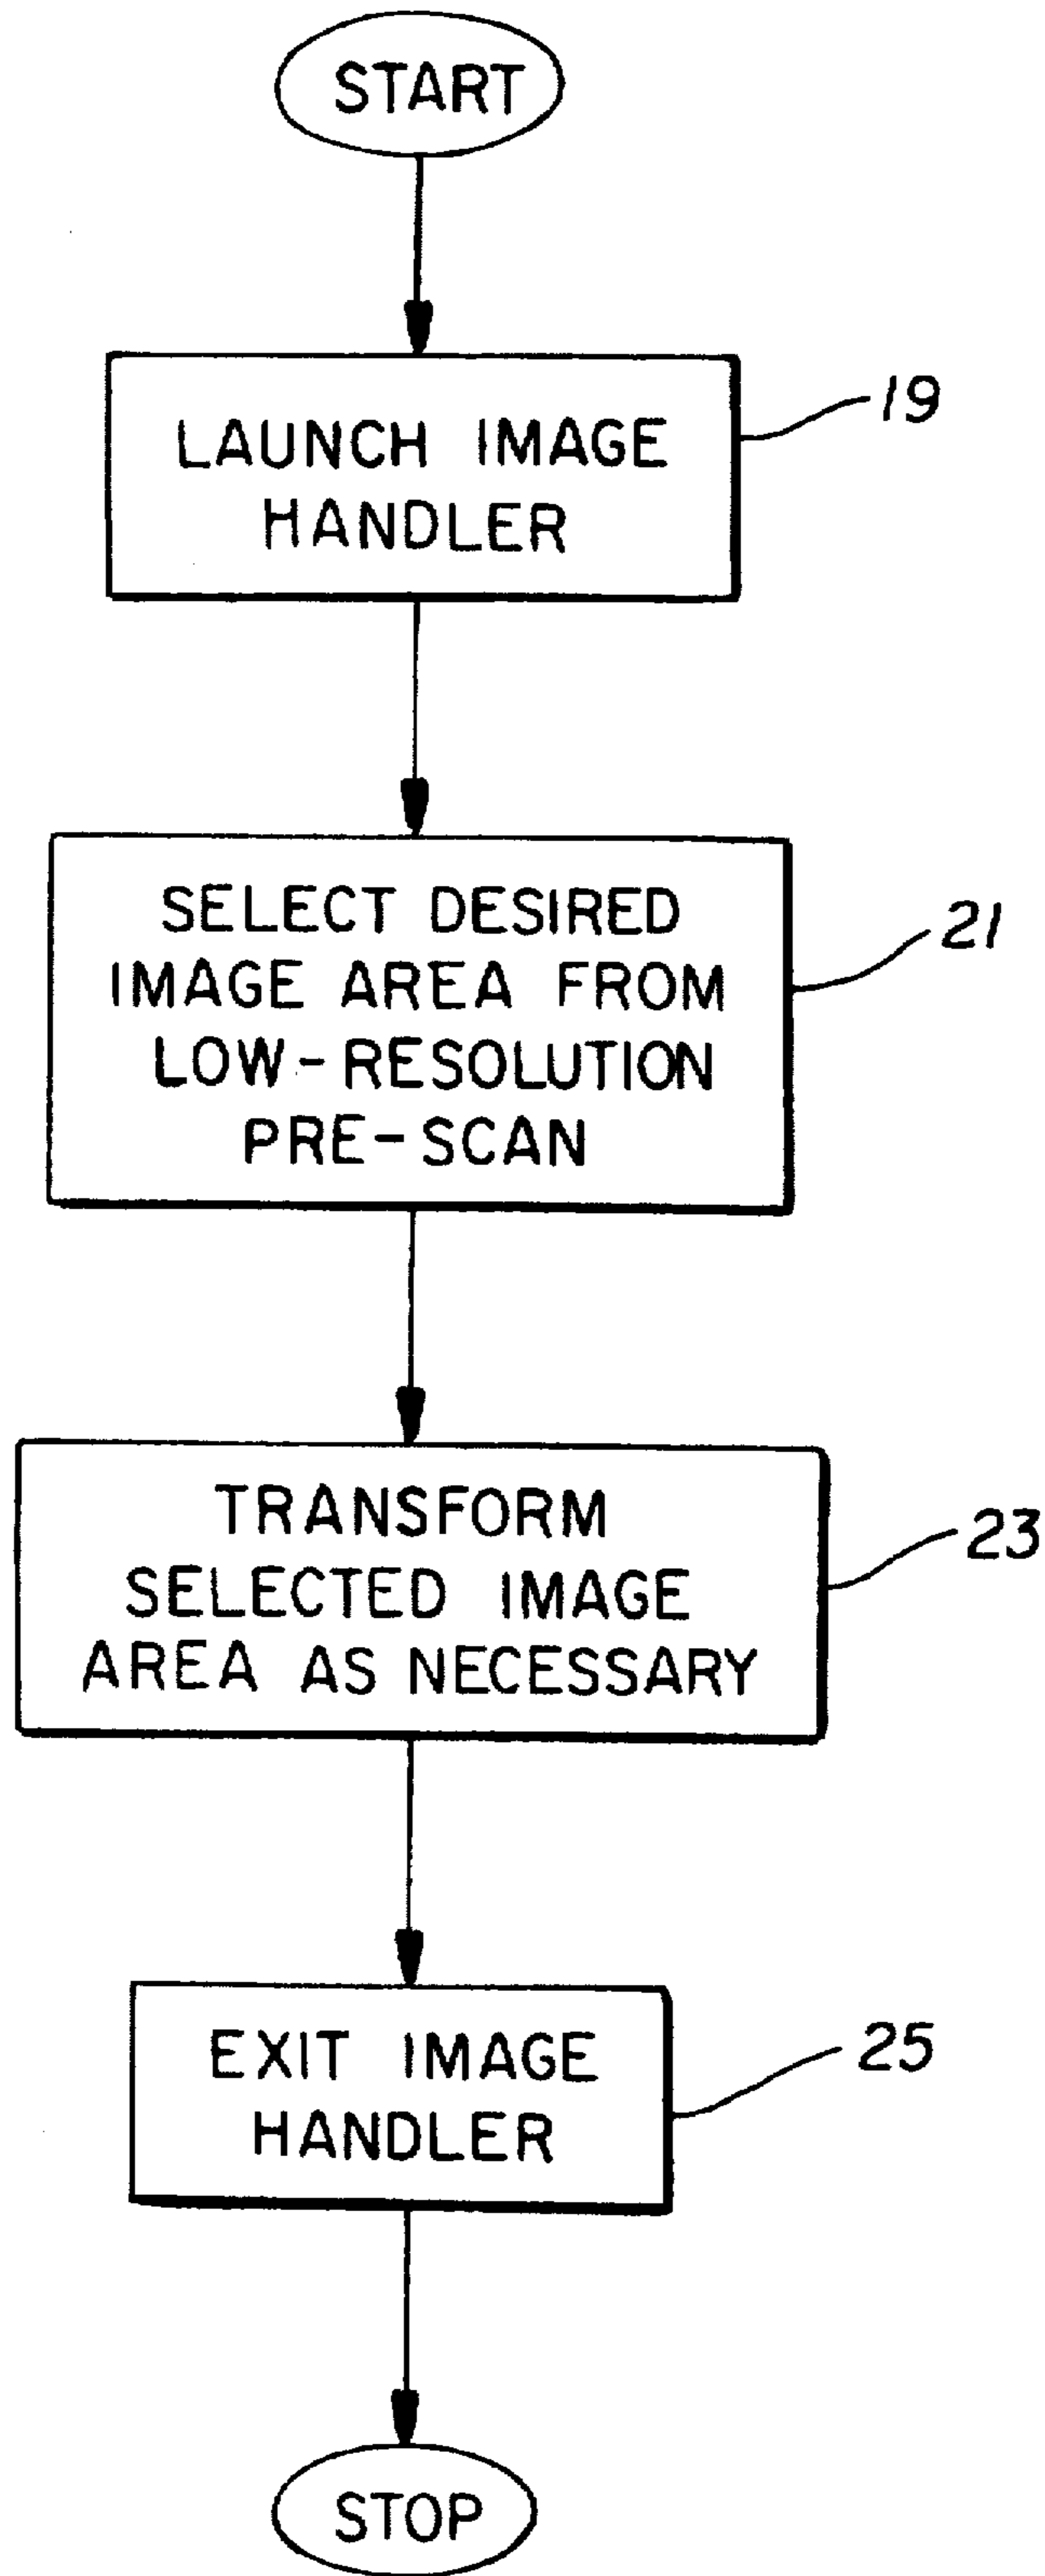 START
LAUNCH IMAGE
HANDLER
19
SELECT DESIRED
IMAGE AREA FROM
LOW-RESOLUTION
PRE-SCAN
21
TRANSFORM
SELECTED IMAGE
AREA AS NECESSARY
23
EXIT IMAGE
HANDLER
25
STOP